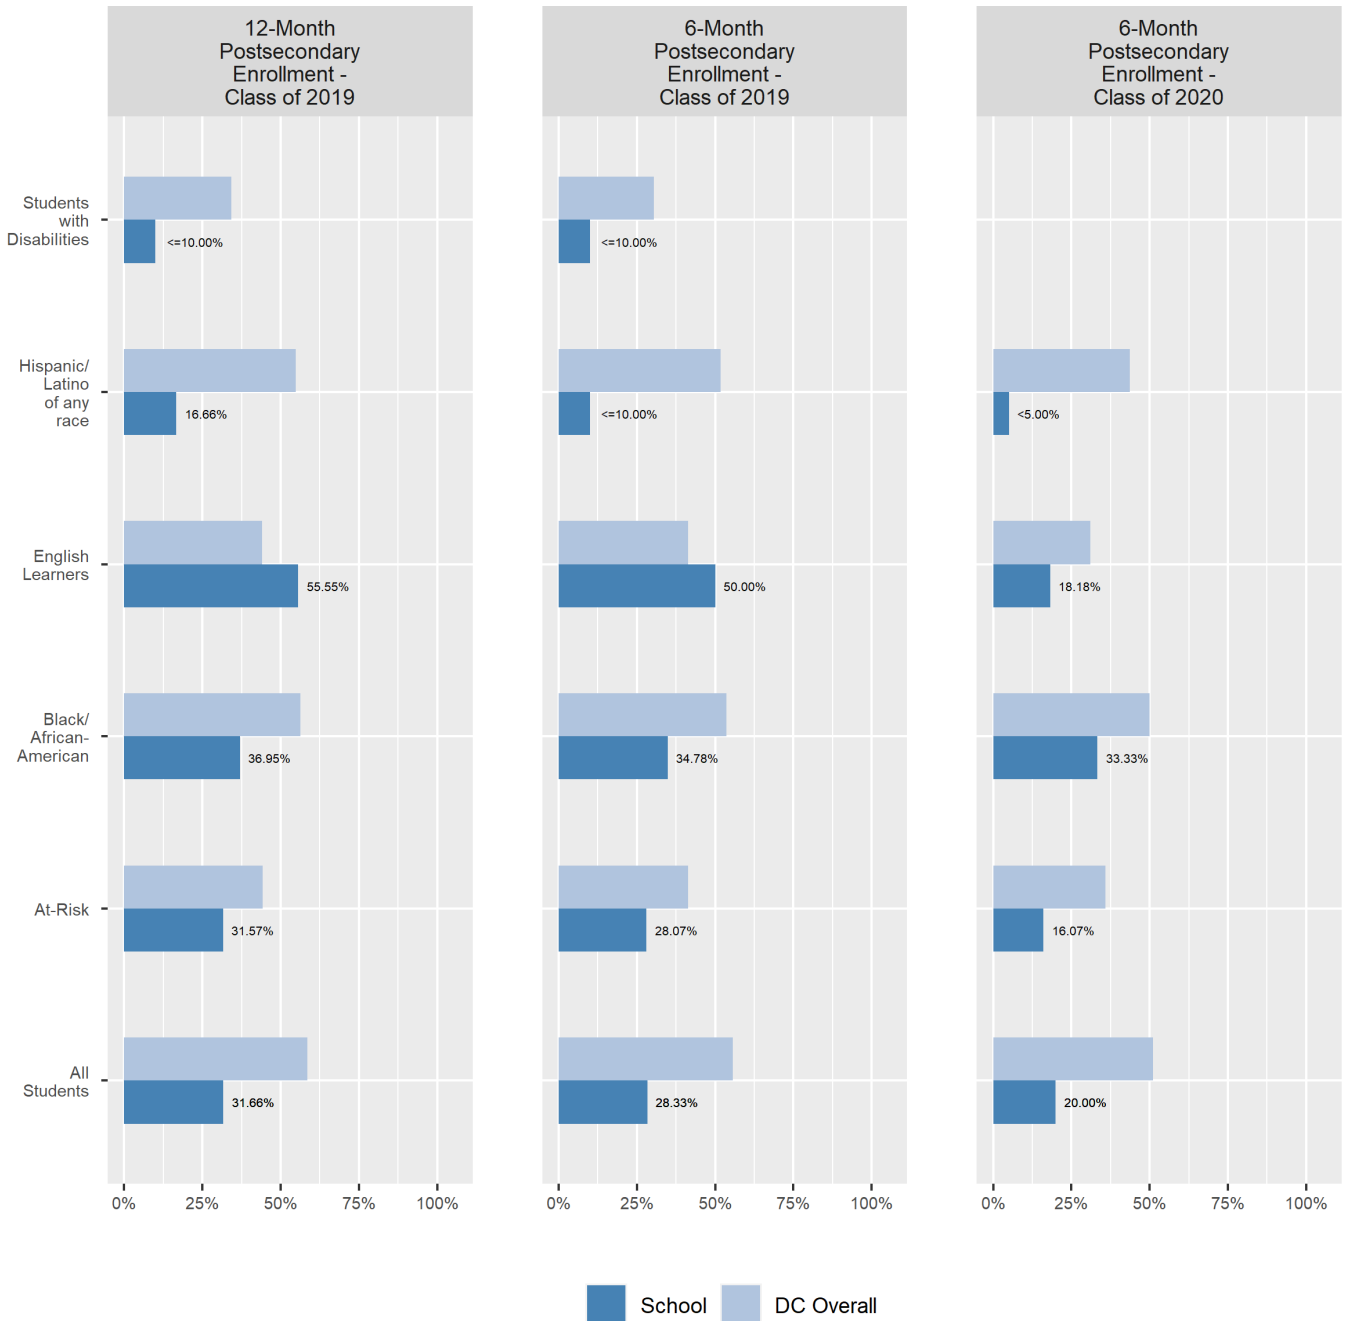 12-Month
Postsecondary
Enrollment -
Class of 2019
6-Month
Postsecondary
Enrollment -
Class of 2019
6-Month
Postsecondary
Enrollment -
Class of 2020
Students
with
Disabilities
<=10.00%
<=10.00%
Hispanic/
Latino
of any
race
16.66%
<=10.00%
<5.00%
English
Learners
55.55%
50.00%
18.18%
Black/
African-
American
36.95%
34.78%
33.33%
At-Risk
31.57%
28.07%
16.07%
All
Students
31.66%
28.33%
20.00%
0% 25% 50% 75% 100%
0% 25% 50% 75% 100%
0% 25% 50% 75% 100%
School DC Overall